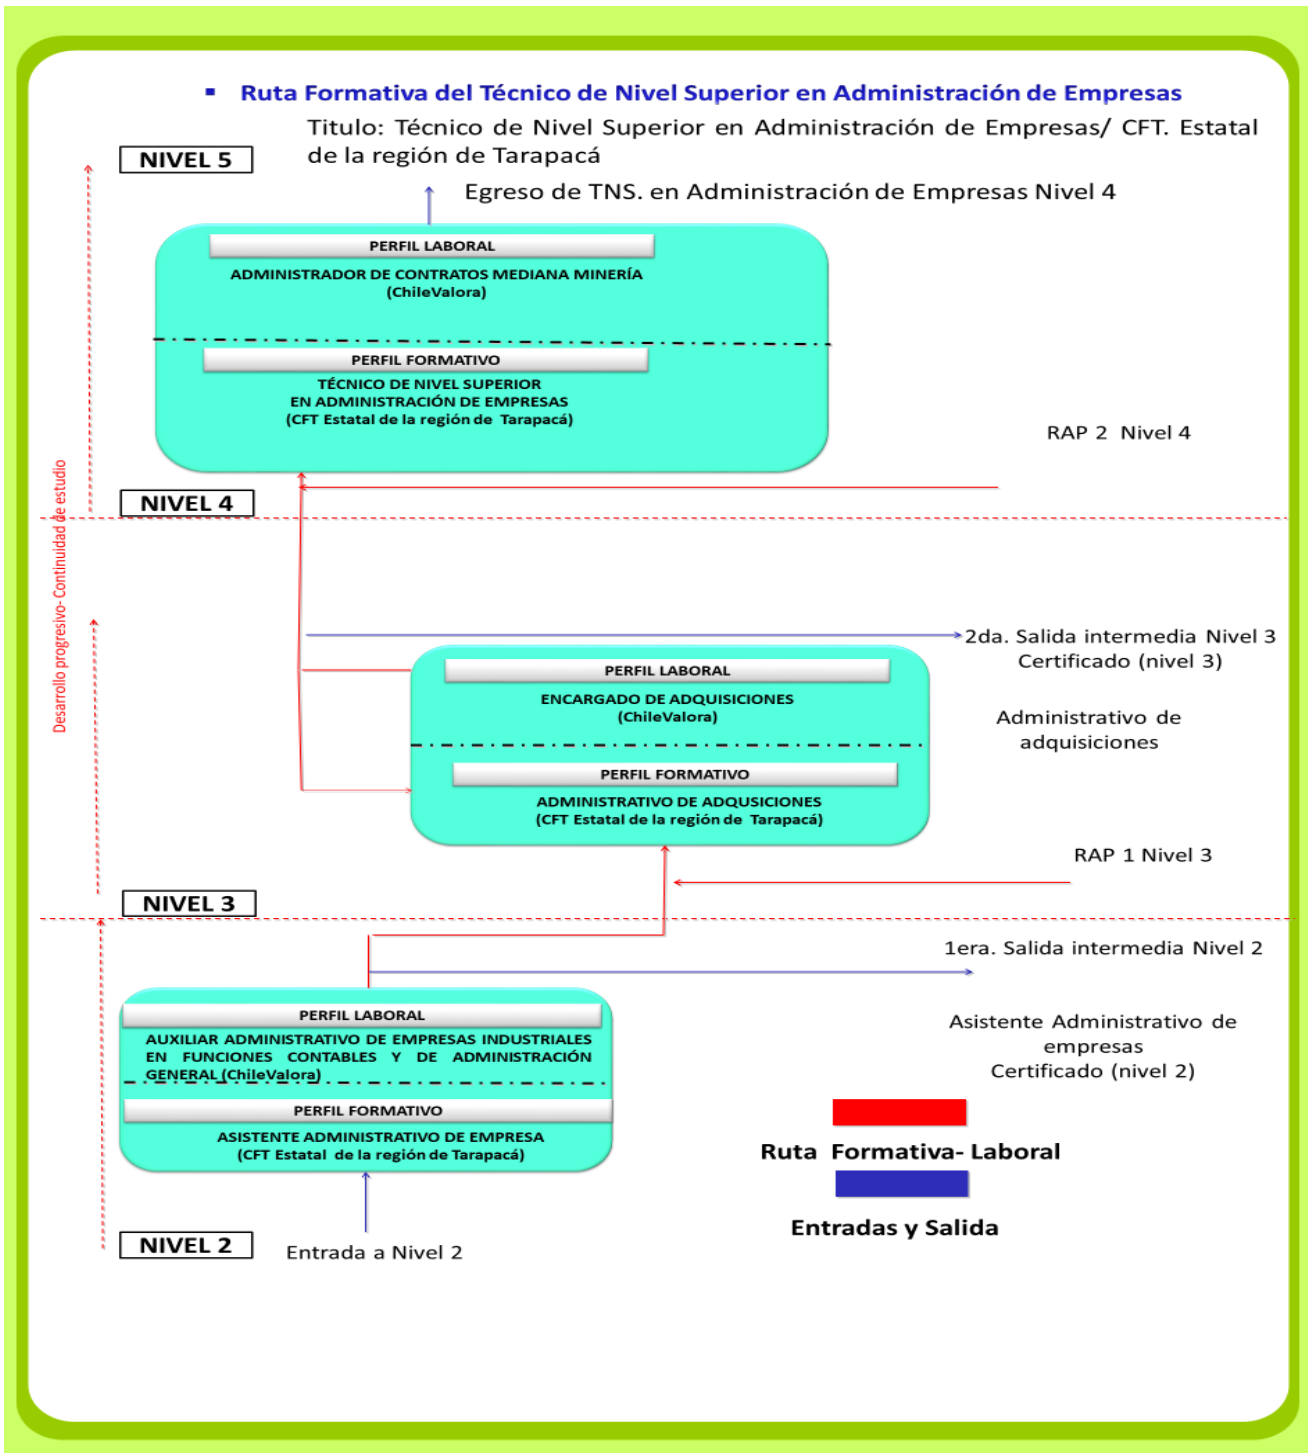 ▪ Ruta Formativa del Técnico de Nivel Superior en Administración de Empresas
Titulo: Técnico de Nivel Superior en Administración de Empresas/ CFT. Estatal
de la región de Tarapacá
NIVEL 5
Egreso de TNS. en Administración de Empresas Nivel 4
PERFIL LABORAL
ADMINISTRADOR DE CONTRATOS MEDIANA MINERÍA
(ChileValora)
PERFIL FORMATIVO
TÉCNICO DE NIVEL SUPERIOR
EN ADMINISTRACIÓN DE EMPRESAS
(CFT Estatal de la región de Tarapacá)
RAP 2 Nivel 4
NIVEL 4
Desarrollo progresivo- Continuidad de estudio
2da. Salida intermedia Nivel 3
Certificado (nivel 3)
PERFIL LABORAL
ENCARGADO DE ADQUISICIONES
(ChileValora)
Administrativo de
adquisiciones
PERFIL FORMATIVO
ADMINISTRATIVO DE ADQUSICIONES
(CFT Estatal de la región de Tarapacá)
RAP 1 Nivel 3
NIVEL 3
1era. Salida intermedia Nivel 2
PERFIL LABORAL
AUXILIAR ADMINISTRATIVO DE EMPRESAS INDUSTRIALES
EN FUNCIONES CONTABLES Y DE ADMINISTRACIÓN
GENERAL (ChileValora)
Asistente Administrativo de
empresas
Certificado (nivel 2)
PERFIL FORMATIVO
ASISTENTE ADMINISTRATIVO DE EMPRESA
(CFT Estatal de la región de Tarapacá)
Ruta Formativa- Laboral
Entradas y Salida
NIVEL 2
Entrada a Nivel 2